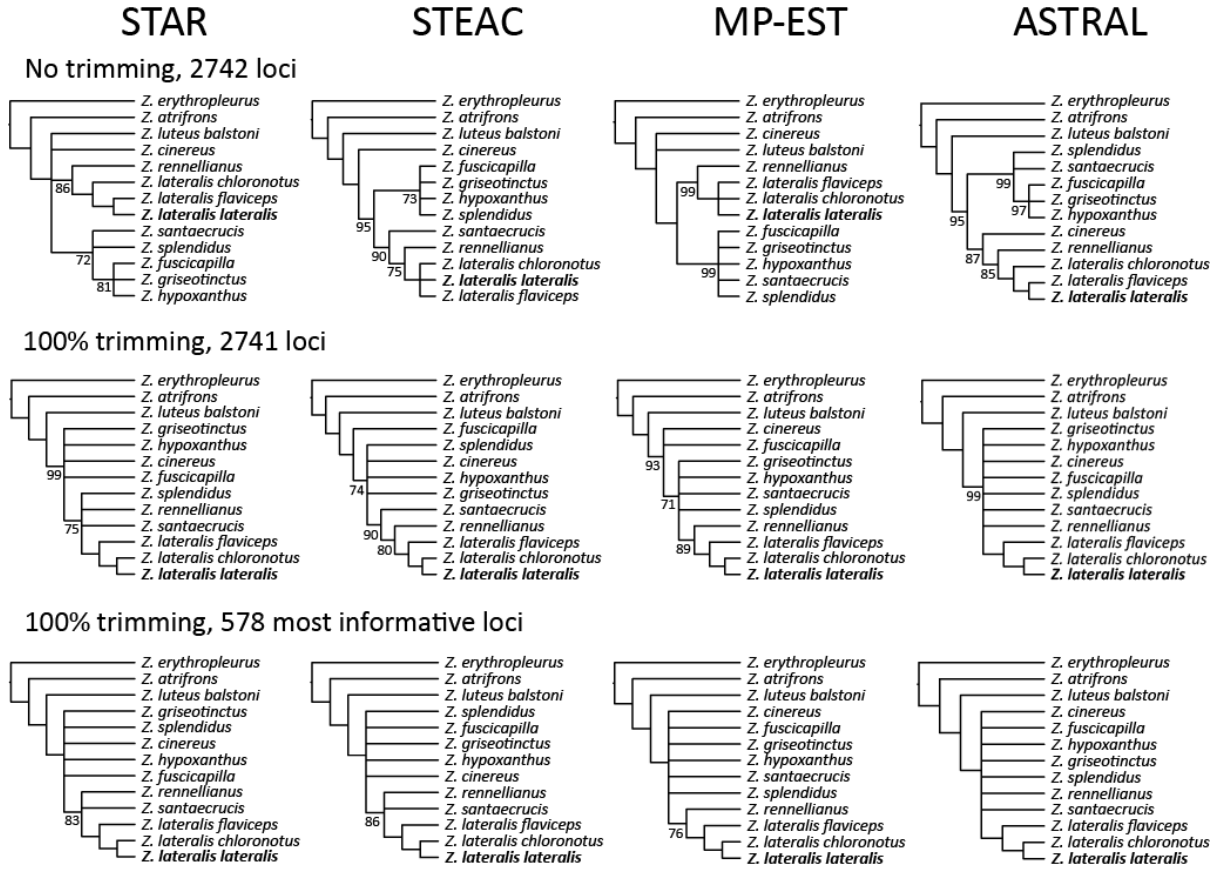 STAR STEAC MP-EST ASTRAL
No trimming, 2742 loci
Z. erythropleurus
Z. atrifrons
Z. luteus balstoni
Z. cinereus
Z. rennellianus
86
Z. lateralis chloronotus
Z. lateralis flaviceps
Z. lateralis lateralis
Z. santaecrucis
72
Z. splendidus
Z. fuscicapilla
81
Z. griseotinctus
Z. hypoxanthus
Z. erythropleurus
Z. atrifrons
Z. luteus balstoni
Z. cinereus
Z. fuscicapilla
Z. griseotinctus
73
Z. hypoxanthus
Z. splendidus
95
Z. santaecrucis
90
Z. rennellianus
75
Z. lateralis chloronotus
Z. lateralis lateralis
Z. lateralis flaviceps
Z. erythropleurus
Z. atrifrons
Z. cinereus
Z. luteus balstoni
Z. rennellianus
99
Z. lateralis flaviceps
Z. lateralis chloronotus
Z. lateralis lateralis
Z. fuscicapilla
Z. griseotinctus
99
Z. hypoxanthus
Z. santaecrucis
Z. splendidus
Z. erythropleurus
Z. atrifrons
Z. luteus balstoni
Z. splendidus
Z. santaecrucis
99
Z. fuscicapilla
97
Z. griseotinctus
Z. hypoxanthus
95
Z. cinereus
87
Z. rennellianus
85
Z. lateralis chloronotus
Z. lateralis flaviceps
Z. lateralis lateralis
100% trimming, 2741 loci
Z. erythropleurus
Z. atrifrons
Z. luteus balstoni
Z. griseotinctus
Z. hypoxanthus
Z. cinereus
99
Z. fuscicapilla
Z. splendidus
Z. rennellianus
75
Z. santaecrucis
Z. lateralis flaviceps
Z. lateralis chloronotus
Z. lateralis lateralis
Z. erythropleurus
Z. atrifrons
Z. luteus balstoni
Z. fuscicapilla
Z. splendidus
Z. cinereus
Z. hypoxanthus
74
Z. griseotinctus
Z. santaecrucis
90
Z. rennellianus
80
Z. lateralis flaviceps
Z. lateralis chloronotus
Z. lateralis lateralis
Z. erythropleurus
Z. atrifrons
Z. luteus balstoni
Z. cinereus
93
Z. fuscicapilla
Z. griseotinctus
Z. hypoxanthus
71
Z. santaecrucis
Z. splendidus
Z. rennellianus
89
Z. lateralis flaviceps
Z. lateralis chloronotus
Z. lateralis lateralis
Z. erythropleurus
Z. atrifrons
Z. luteus balstoni
Z. griseotinctus
Z. hypoxanthus
Z. cinereus
Z. fuscicapilla
99
Z. splendidus
Z. santaecrucis
Z. rennellianus
Z. lateralis flaviceps
Z. lateralis chloronotus
Z. lateralis lateralis
100% trimming, 578 most informative loci
Z. erythropleurus
Z. atrifrons
Z. luteus balstoni
Z. griseotinctus
Z. splendidus
Z. cinereus
Z. hypoxanthus
Z. fuscicapilla
Z. rennellianus
83
Z. santaecrucis
Z. lateralis flaviceps
Z. lateralis chloronotus
Z. lateralis lateralis
Z. erythropleurus
Z. atrifrons
Z. luteus balstoni
Z. splendidus
Z. fuscicapilla
Z. griseotinctus
Z. hypoxanthus
Z. cinereus
Z. rennellianus
86
Z. santaecrucis
Z. lateralis flaviceps
Z. lateralis chloronotus
Z. lateralis lateralis
Z. erythropleurus
Z. atrifrons
Z. luteus balstoni
Z. cinereus
Z. fuscicapilla
Z. griseotinctus
Z. hypoxanthus
Z. santaecrucis
Z. splendidus
Z. rennellianus
76
Z. lateralis flaviceps
Z. lateralis chloronotus
Z. lateralis lateralis
Z. erythropleurus
Z. atrifrons
Z. luteus balstoni
Z. cinereus
Z. fuscicapilla
Z. hypoxanthus
Z. griseotinctus
Z. splendidus
Z. rennellianus
Z. santaecrucis
Z. lateralis flaviceps
Z. lateralis chloronotus
Z. lateralis lateralis